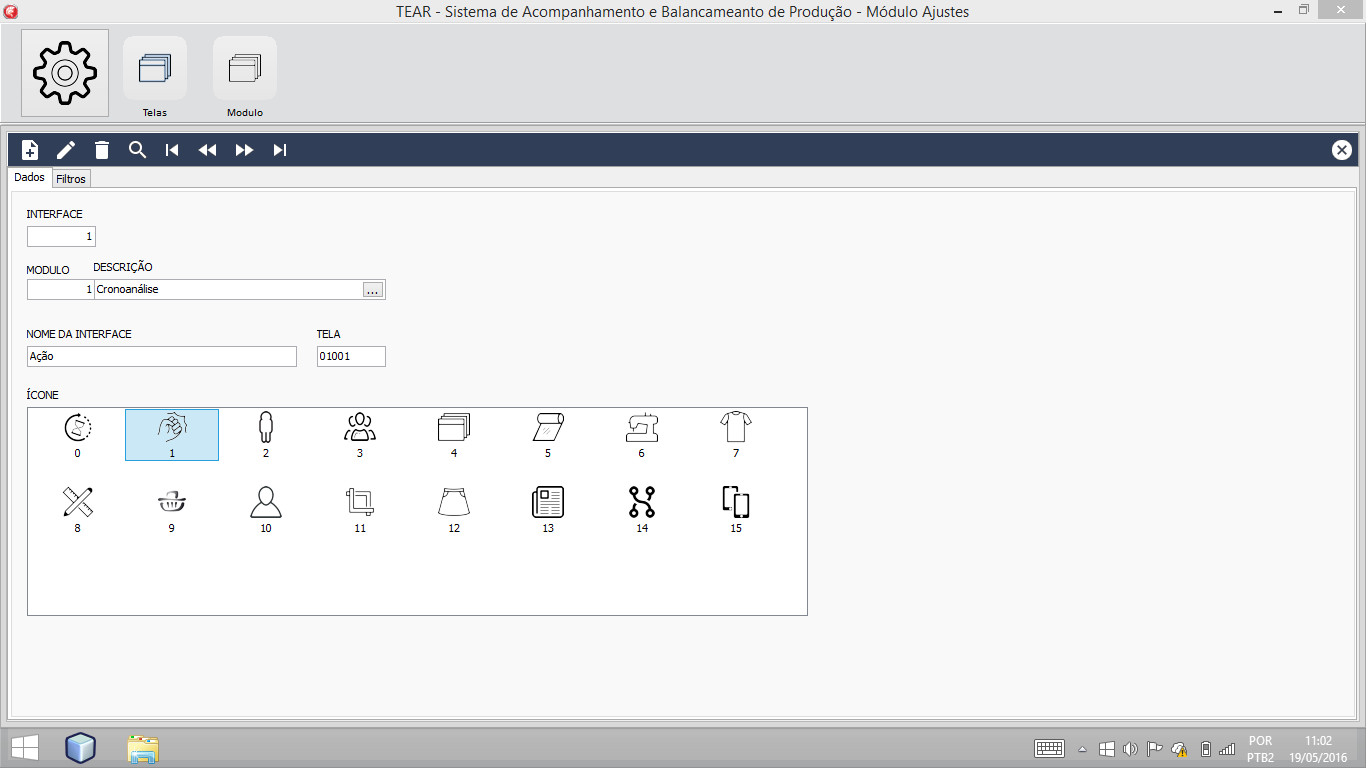 TEAR - Sistema de Acompanhamento e Balancameanto de Produção - Módulo Ajustes
Telas
Modulo
Dados
Filtros
INTERFACE
1
MODULO
DESCRIÇÃO
1
Cronoanálise
...
NOME DA INTERFACE
TELA
Ação
01001
ÍCONE
0 1 2 3 4 5 6 7
8 9 10 11 12 13 14 15
POR
PTB2
11:02
19/05/2016